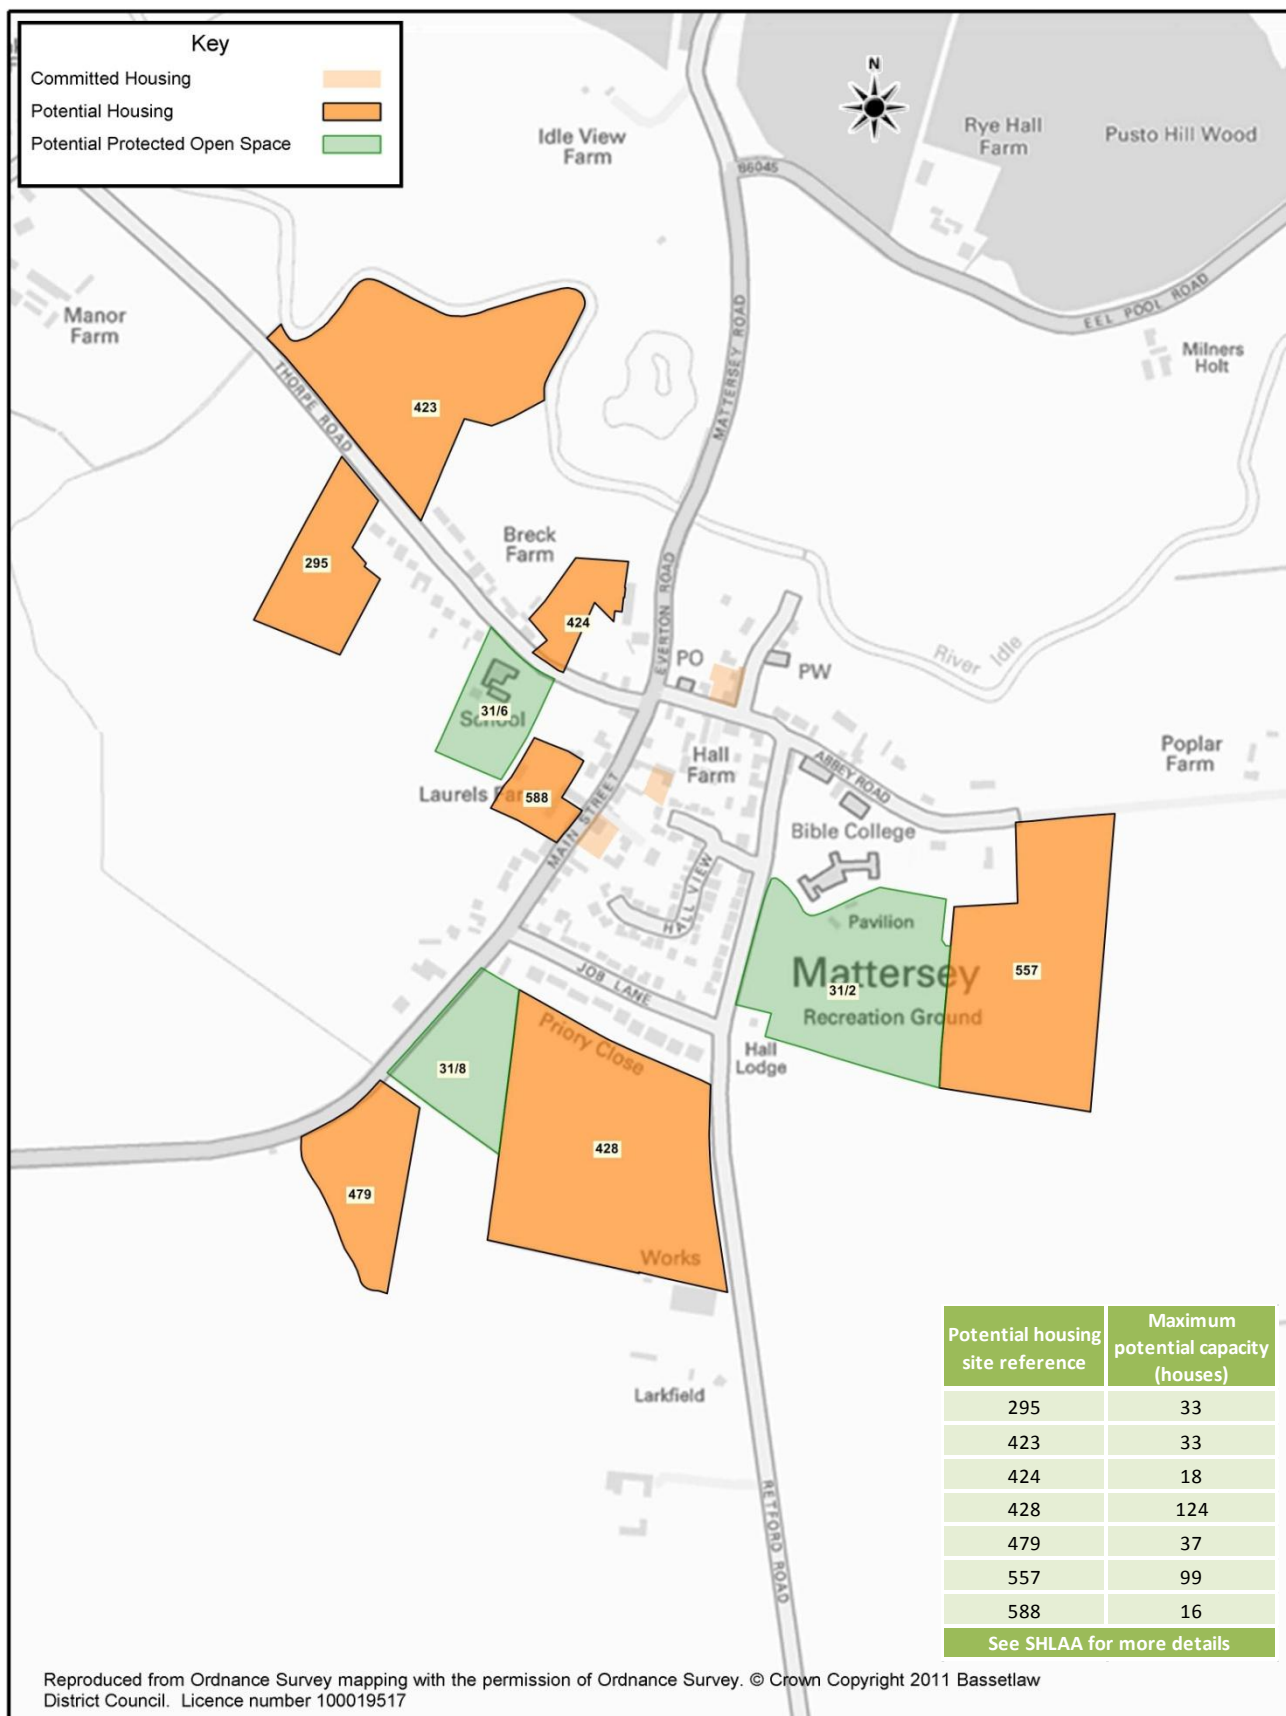 Key
Committed Housing
Potential Housing
Potential Protected Open Space
N
Idle View
Farm
Rye Hall
Farm
Pusto Hill Wood
B6045
EEL POOL ROAD
Manor
Farm
Milners
Holt
MATTERSEY ROAD
THORPE ROAD
423
295
Breck
Farm
424
EVERTON ROAD
River Idle
PO
PW
31/6
School
Hall
Farm
ABBEY ROAD
Poplar
Farm
Laurels Fa
588
MAIN STREET
Bible College
HALL VIEW
Pavilion
Mattersey
557
31/2
Recreation Ground
JOB LANE
Priory Close
Hall
Lodge
31/8
428
479
Works
Larkfield
RETFORD ROAD
Potential housing site reference Maximum potential capacity (houses)
295 33
423 33
424 18
428 124
479 37
557 99
588 16
See SHLAA for more details
Reproduced from Ordnance Survey mapping with the permission of Ordnance Survey. © Crown Copyright 2011 Bassetlaw
District Council. Licence number 100019517